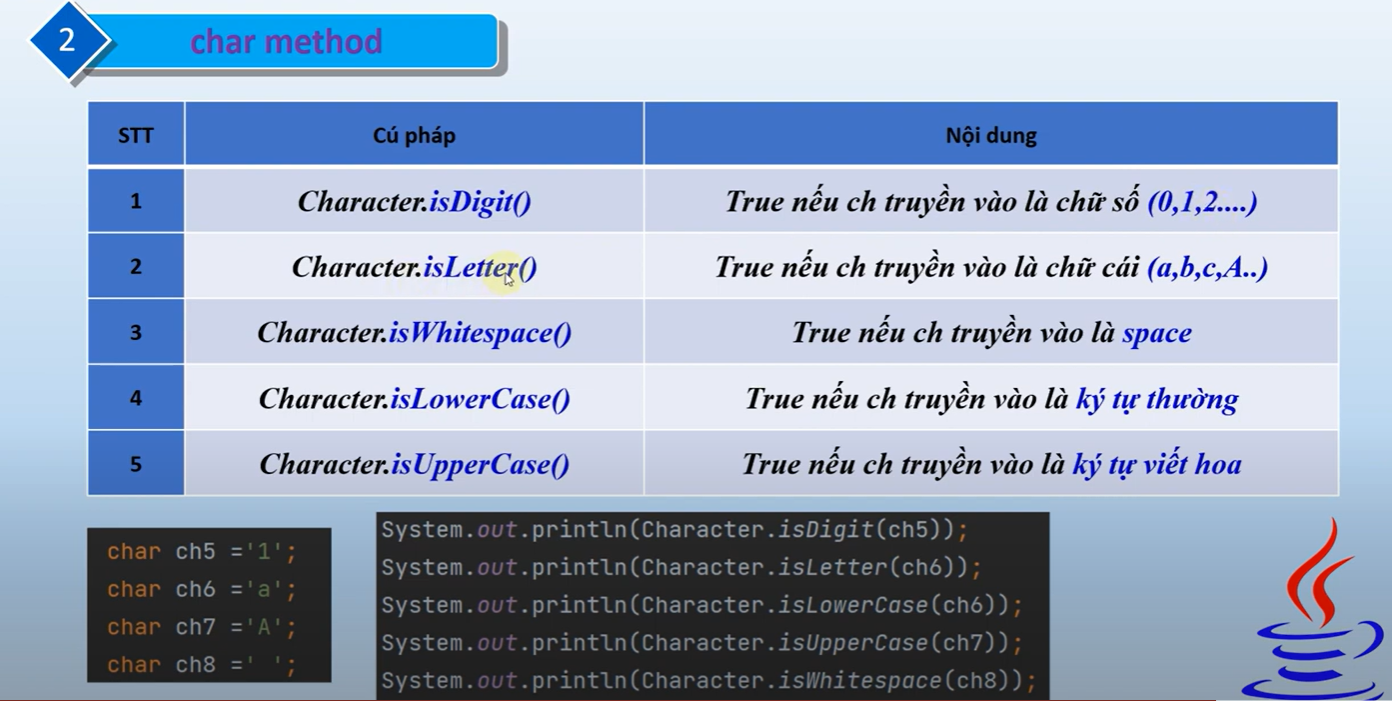 2
char method
STT Cú pháp Nội dung
1 Character.isDigit() True nếu ch truyền vào là chữ số (0,1,2....)
2 Character.isLetter() True nếu ch truyền vào là chữ cái (a,b,c,A..)
3 Character.isWhitespace() True nếu ch truyền vào là space
4 Character.isLowerCase() True nếu ch truyền vào là ký tự thường
5 Character.isUpperCase() True nếu ch truyền vào là ký tự viết hoa
char ch5 ='1';
char ch6 ='a';
char ch7 ='A';
char ch8 =' ';
System.out.println(Character.isDigit(ch5));
System.out.println(Character.isLetter(ch6));
System.out.println(Character.isLowerCase(ch6));
System.out.println(Character.isUpperCase(ch7));
System.out.println(Character.isWhitespace(ch8));